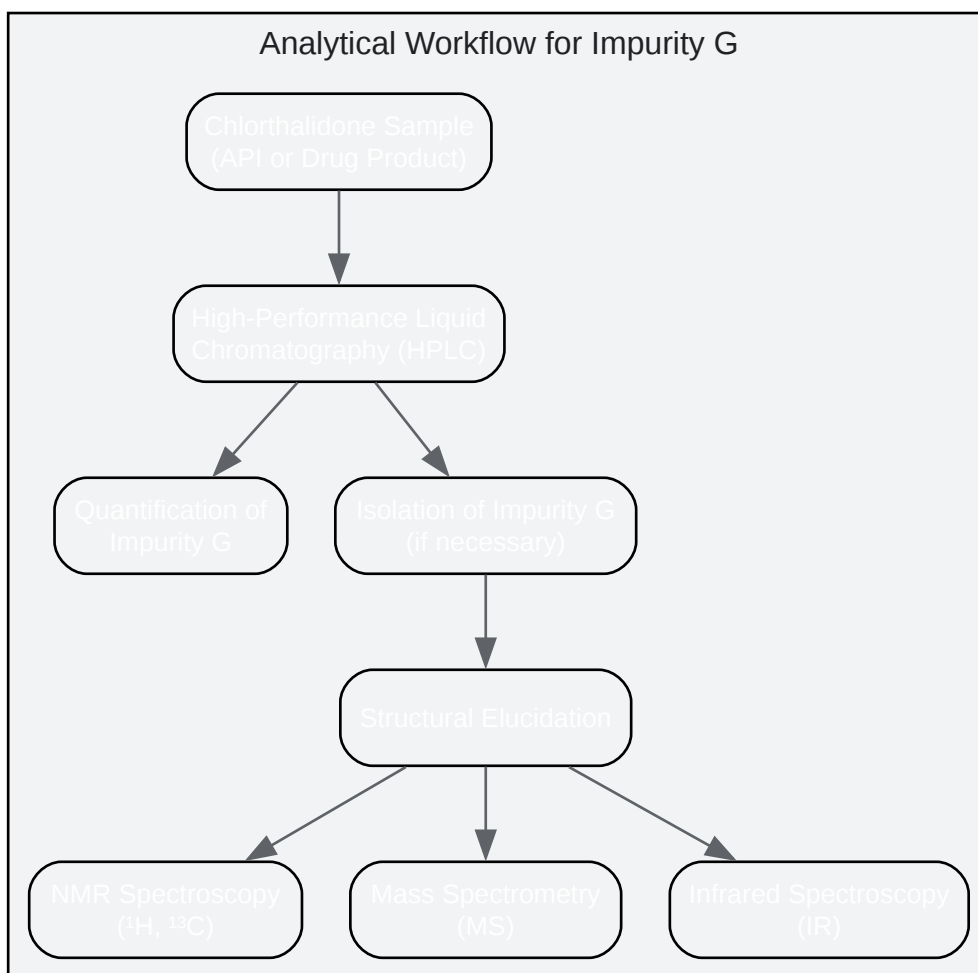 Analytical Workflow for Impurity G
Chlorthalidone Sample
(API or Drug Product)
High-Performance Liquid
Chromatography (HPLC)
Quantification of
Impurity G
Isolation of Impurity G
(if necessary)
Structural Elucidation
NMR Spectroscopy
(¹H, ¹³C)
Mass Spectrometry
(MS)
Infrared Spectroscopy
(IR)